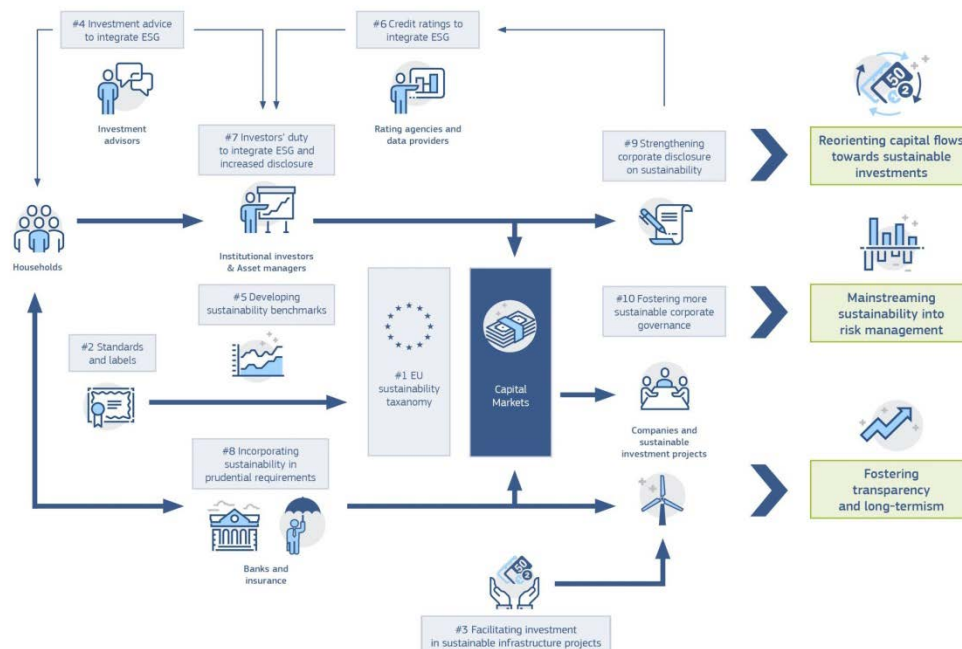 #4 Investment advice
to integrate ESG
#6 Credit ratings to
integrate ESG
Investment
advisors
Rating agencies and
data providers
#7 Investors' duty
to integrate ESG and
increased disclosure
#9 Strengthening
corporate disclosure
on sustainability
50
2
Reorienting capital flows
towards sustainable
investments
Households
Institutional investors
& Asset managers
#5 Developing
sustainability benchmarks
#10 Fostering more
sustainable corporate
governance
Mainstreaming
sustainability into
risk management
#2 Standards
and labels
#1 EU
sustainability
taxanomy
Capital
Markets
Companies and
sustainable
investment projects
#8 Incorporating
sustainability in
prudential requirements
Fostering
transparency
and long-termism
Banks and
insurance
50
2
#3 Facilitating investment
in sustainable infrastructure projects